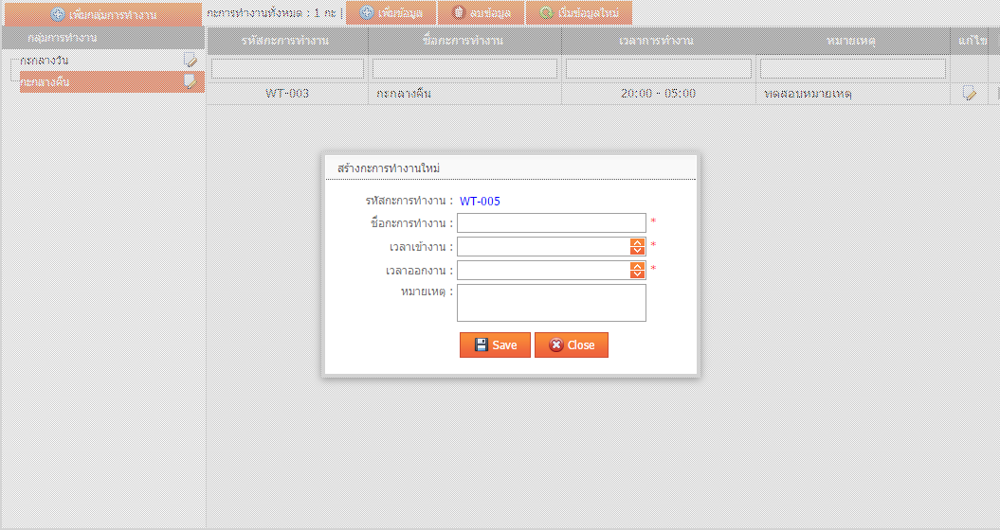 เพิ่มกลุ่มการทำงาน
กะการทำงานทั้งหมด : 1 กะ | เพิ่มข้อมูล ลบข้อมูล เริ่มข้อมูลใหม่
กลุ่มการทำงาน
กะกลางวัน
กะกลางคืน
รหัสกะการทำงาน ชื่อกะการทำงาน เวลาการทำงาน หมายเหตุ แก้ไข
WT-003 กะกลางคืน 20:00 - 05:00 ทดสอบหมายเหตุ
สร้างกะการทำงานใหม่
รหัสกะการทำงาน : WT-005
ชื่อกะการทำงาน : *
เวลาเข้างาน : *
เวลาออกงาน : *
หมายเหตุ :
Save Close